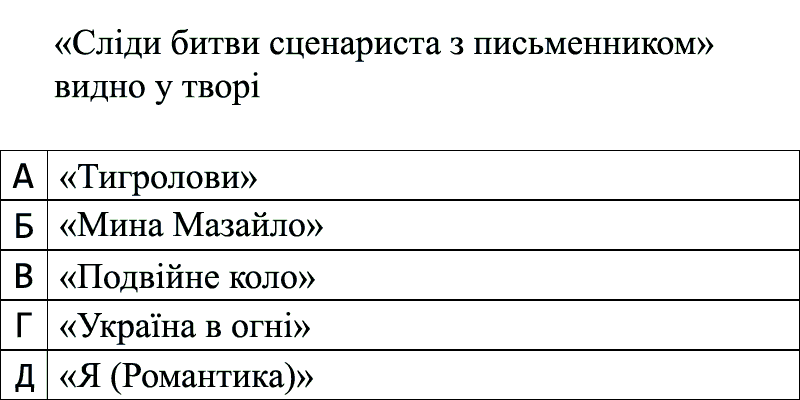 «Сліди битви сценариста з письменником»
видно у творі
А «Тигролови»
Б «Мина Мазайло»
В «Подвійне коло»
Г «Україна в огні»
Д «Я (Романтика)»